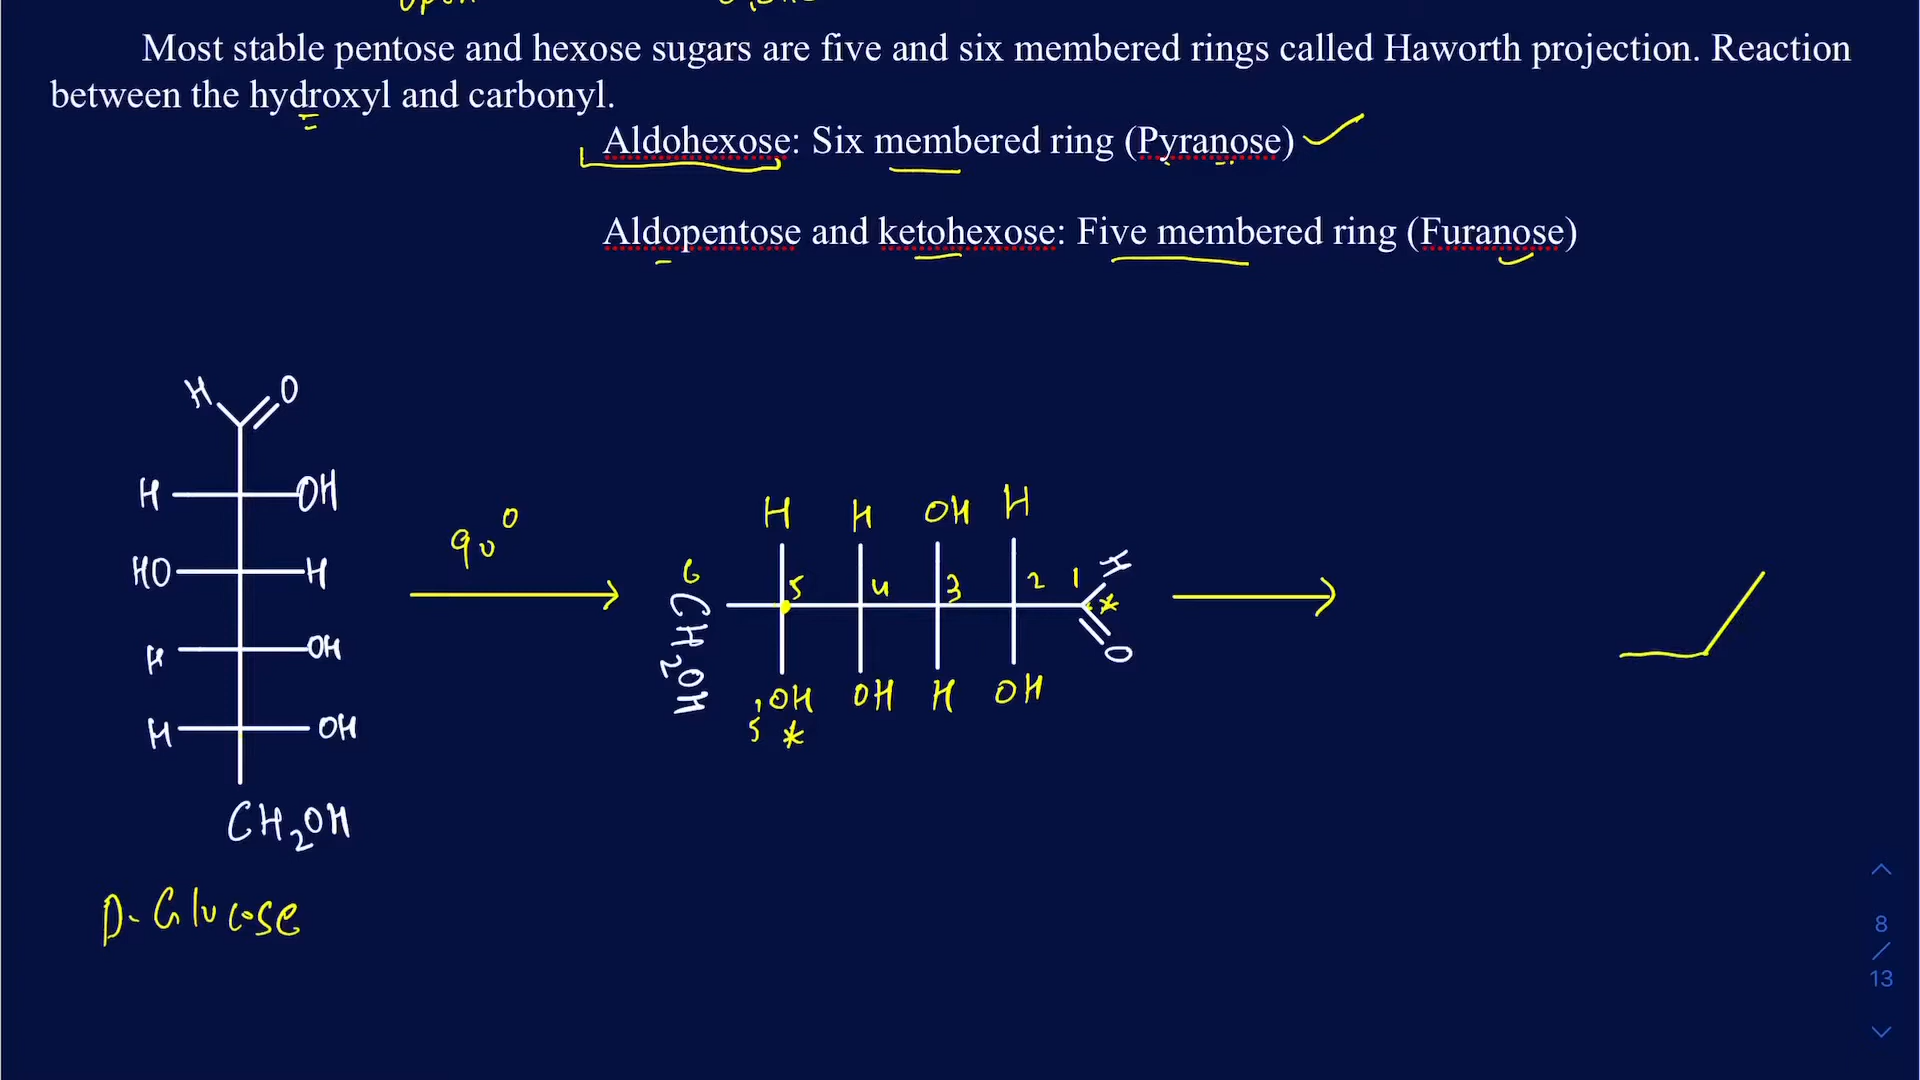 Most stable pentose and hexose sugars are five and six membered rings called Haworth projection. Reaction
between the hydroxyl and carbonyl.
Aldohexose: Six membered ring (Pyranose)
Aldopentose and ketohexose: Five membered ring (Furanose)
H O
H OH
HO H
H OH
H OH
CH2OH
D-Glucose
90°
H H OH H
6 5 4 3 2 1 H
CH2OH * O
OH OH H OH
5 *
8
/
13